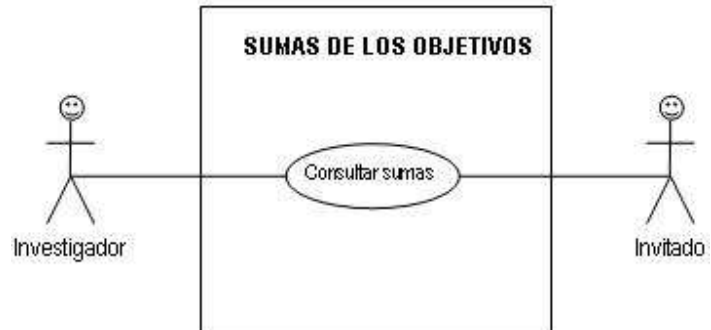 SUMAS DE LOS OBJETIVOS
Consultar sumas
Investigador
Invitado